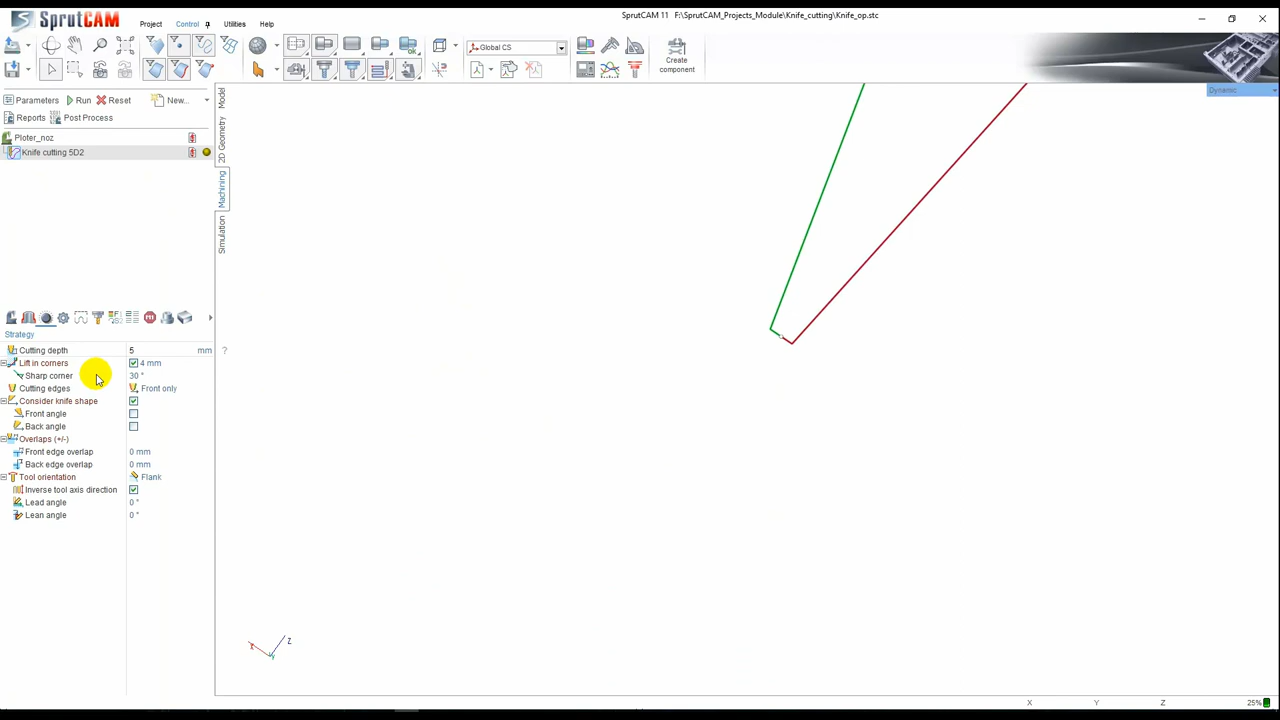 SprutCAM
Project
Control
Utilities
Help
SprutCAM 11 F:\SprutCAM_Projects_Module\Knife_cutting\Knife_op.stc
Global CS
Create
component
Dynamic
Parameters
Run
Reset
New...
Reports
Post Process
Ploter_noz
Knife cutting 5D2
Model
2D Geometry
Machining
Simulation
Strategy
Cutting depth 5 mm ?
Lift in corners 4 mm
Sharp corner 30 °
Cutting edges Front only
Consider knife shape
Front angle
Back angle
Overlaps (+/-)
Front edge overlap 0 mm
Back edge overlap 0 mm
Tool orientation Flank
Inverse tool axis direction
Lead angle 0 °
Lean angle 0 °
Z
X
Y
X Y Z 25%